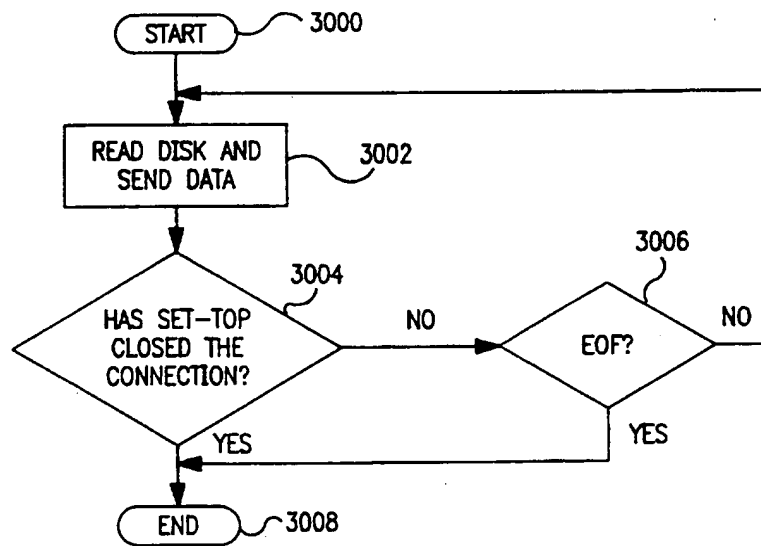 START
3000
READ DISK AND
SEND DATA
3002
3004
HAS SET-TOP
CLOSED THE
CONNECTION?
NO
3006
EOF?
NO
YES
YES
END
3008